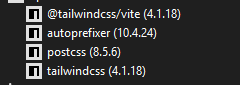 @tailwindcss/vite (4.1.18)
autoprefixer (10.4.24)
postcss (8.5.6)
tailwindcss (4.1.18)